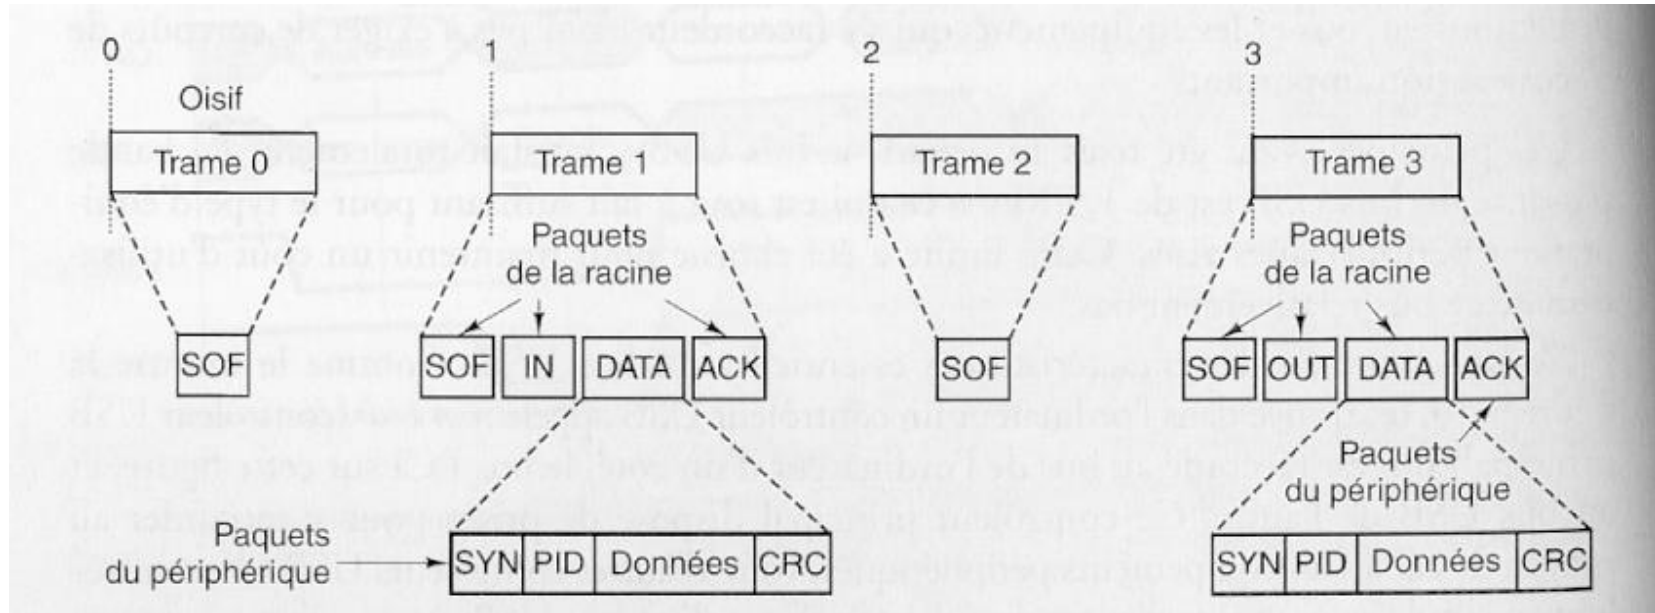 0 1 2 3
Oisif
Trame 0 Trame 1 Trame 2 Trame 3
Paquets
de la racine
Paquets
de la racine
SOF SOF IN DATA ACK SOF SOF OUT DATA ACK
Paquets
du périphérique
Paquets
du périphérique
SYN PID Données CRC SYN PID Données CRC